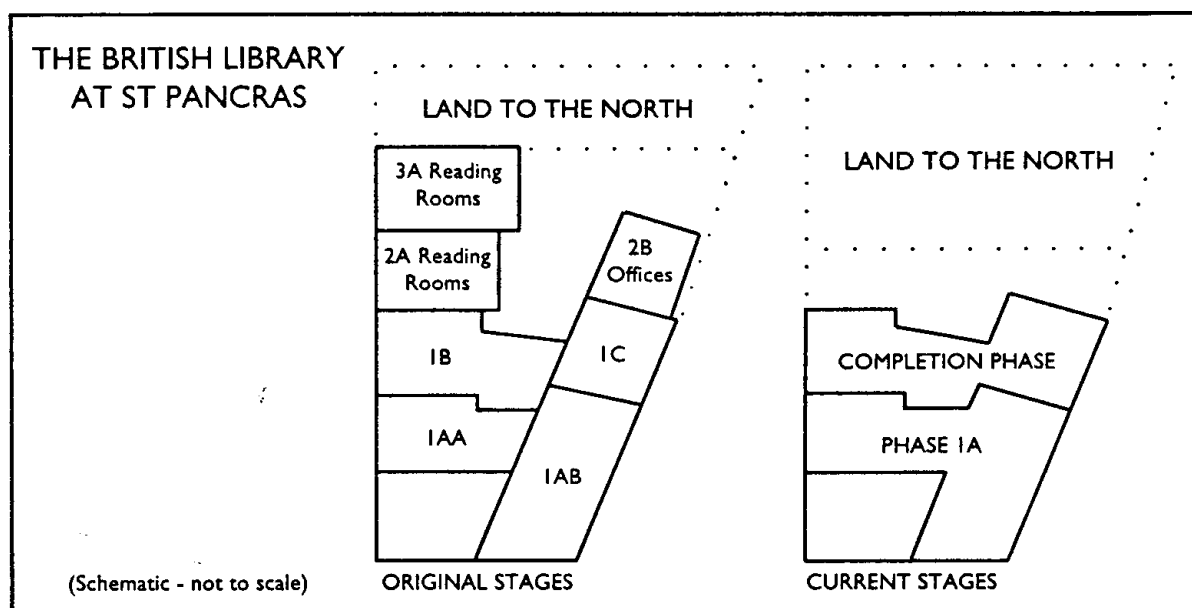 THE BRITISH LIBRARY
AT ST PANCRAS
LAND TO THE NORTH
3A Reading
Rooms
2A Reading
Rooms
2B
Offices
1B
1C
1AA
1AB
(Schematic - not to scale)
ORIGINAL STAGES
LAND TO THE NORTH
COMPLETION PHASE
PHASE 1A
CURRENT STAGES